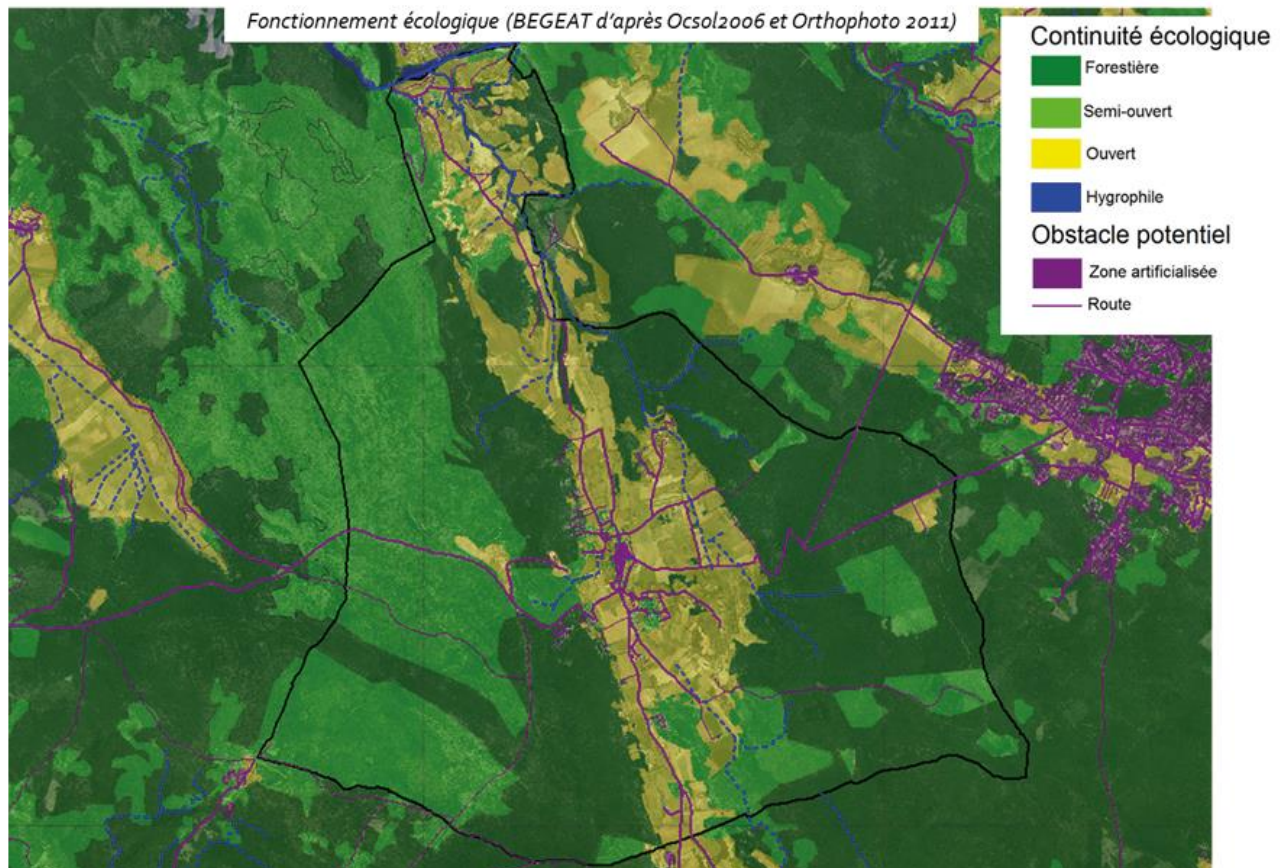 Fonctionnement écologique (BEGEAT d'après Ocsol2006 et Orthophoto 2011)
Continuité écologique
Forestière
Semi-ouvert
Ouvert
Hygrophile
Obstacle potentiel
Zone artificialisée
Route